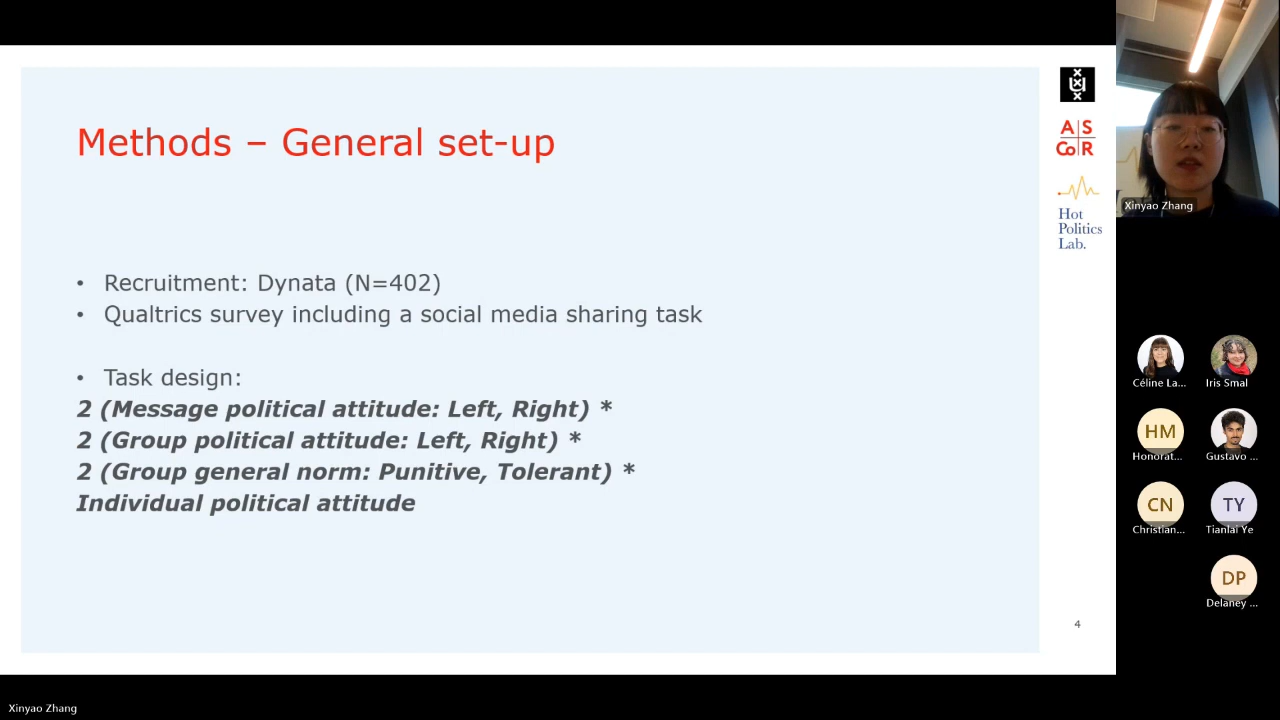 Methods – General set-up
• Recruitment: Dynata (N=402)
• Qualtrics survey including a social media sharing task
• Task design:
2 (Message political attitude: Left, Right) *
2 (Group political attitude: Left, Right) *
2 (Group general norm: Punitive, Tolerant) *
Individual political attitude
4
A|S
Co|R
Hot
Politics
Lab.
Xinyao Zhang
Céline La...
Iris Smal
HM
Honorat...
Gustavo ...
CN
Christian...
TY
Tianlai Ye
DP
Delaney ...
Xinyao Zhang